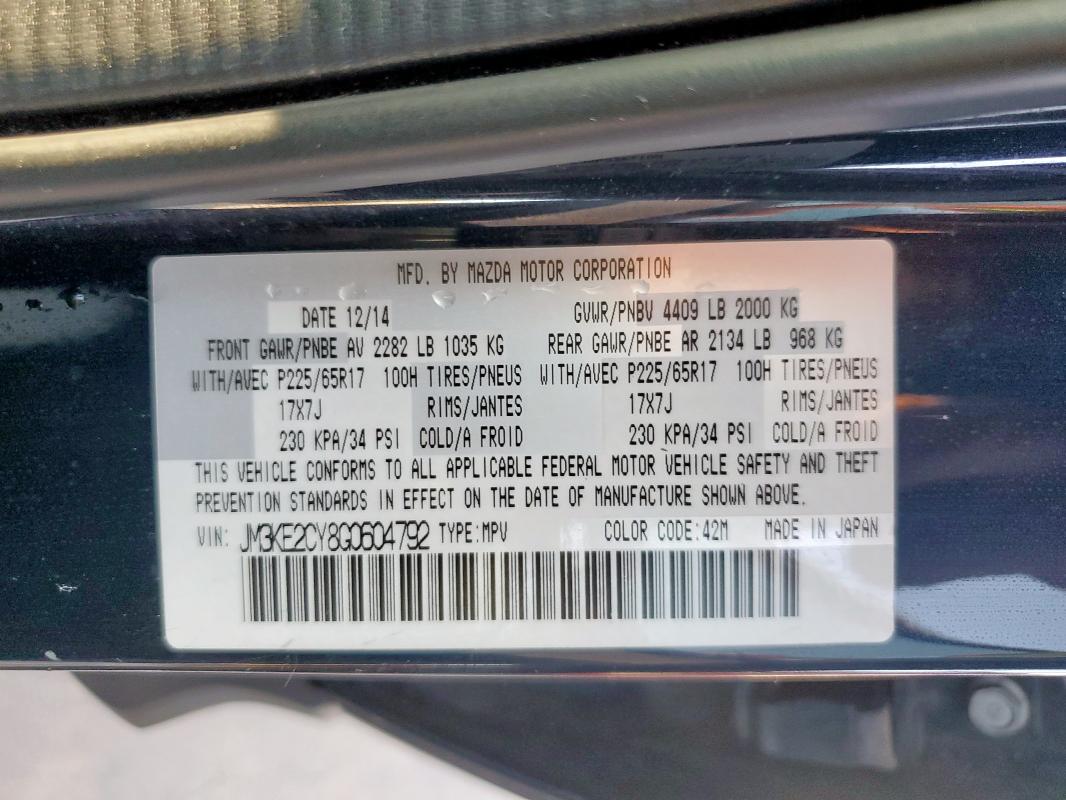 MFD. BY MAZDA MOTOR CORPORATION
DATE 12/14 GVWR/PNBV 4409 LB 2000 KG
FRONT GAWR/PNBE AV 2282 LB 1035 KG REAR GAWR/PNBE AR 2134 LB 968 KG
WITH/AVEC P225/65R17 100H TIRES/PNEUS WITH/AVEC P225/65R17 100H TIRES/PNEUS
17X7J RIMS/JANTES 17X7J RIMS/JANTES
230 KPA/34 PSI COLD/A FROID 230 KPA/34 PSI COLD/A FROID
THIS VEHICLE CONFORMS TO ALL APPLICABLE FEDERAL MOTOR VEHICLE SAFETY AND THEFT
PREVENTION STANDARDS IN EFFECT ON THE DATE OF MANUFACTURE SHOWN ABOVE.
VIN: JM3KE2CY8G0604792 TYPE:MPV COLOR CODE:42M MADE IN JAPAN